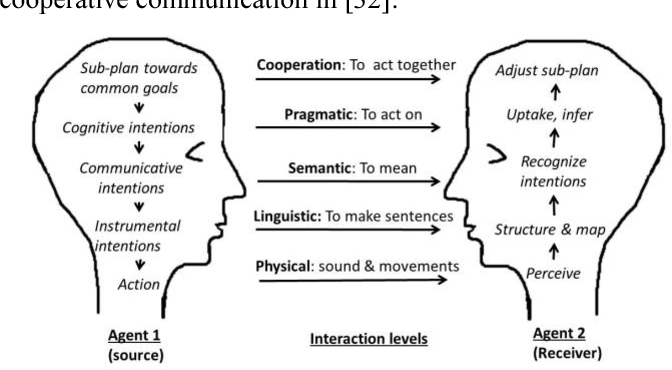 cooperative communication in [32].
Sub-plan towards
common goals
Cognitive intentions
Communicative
intentions
Instrumental
intentions
Action
Agent 1
(source)
Cooperation: To act together
Pragmatic: To act on
Semantic: To mean
Linguistic: To make sentences
Physical: sound & movements
Interaction levels
Adjust sub-plan
Uptake, infer
Recognize
intentions
Structure & map
Perceive
Agent 2
(Receiver)